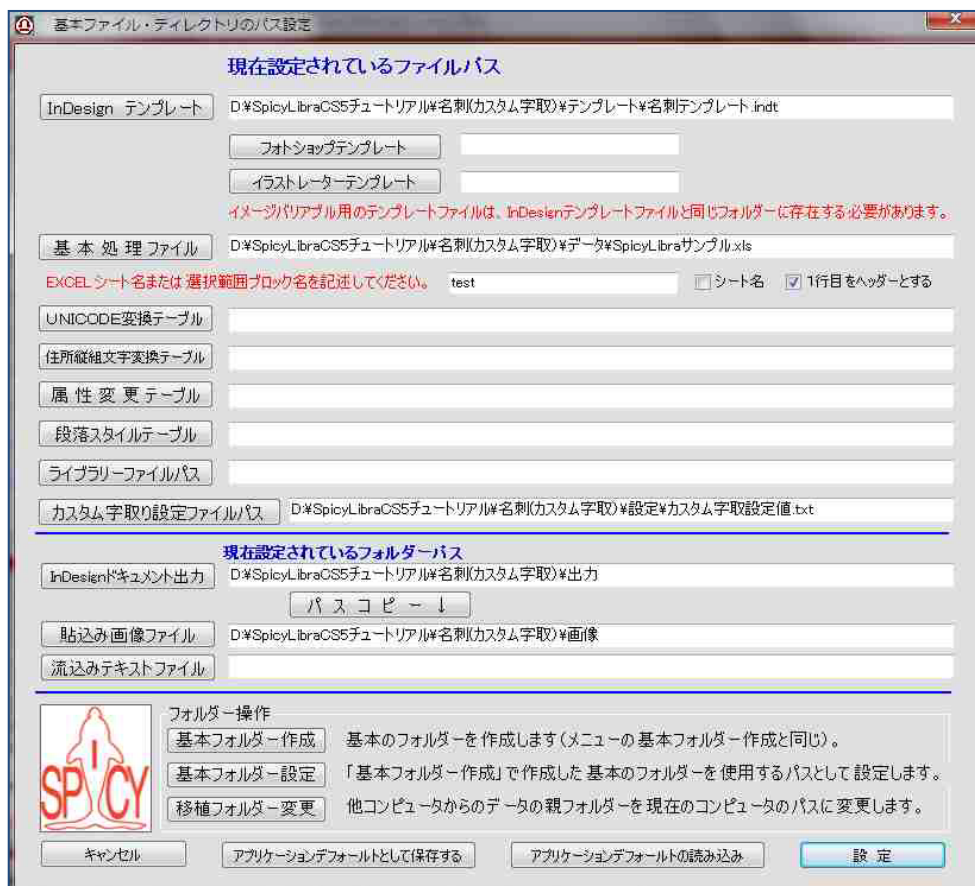 基本ファイル・ディレクトリのパス設定
現在設定されているファイルパス
InDesign テンプレート D:¥SpicyLibraCS5チュートリアル¥名刺(カスタム字取)¥テンプレート¥名刺テンプレート.indt
フォトショップテンプレート
イラストレーターテンプレート
イメージバリアブル用のテンプレートファイルは、InDesignテンプレートファイルと同じフォルダーに存在する必要があります。
基本処理ファイル D:¥SpicyLibraCS5チュートリアル¥名刺(カスタム字取)¥データ¥SpicyLibraサンプル.xls
EXCELシート名または選択範囲ブロック名を記述してください。 test シート名 1行目をヘッダーとする
UNICODE変換テーブル
住所縦組文字変換テーブル
属性変更テーブル
段落スタイルテーブル
ライブラリーファイルパス
カスタム字取り設定ファイルパス D:¥SpicyLibraCS5チュートリアル¥名刺(カスタム字取)¥設定¥カスタム字取設定値.txt
現在設定されているフォルダーパス
InDesignドキュメント出力 D:¥SpicyLibraCS5チュートリアル¥名刺(カスタム字取)¥出力
パスコピー↓
貼込み画像ファイル D:¥SpicyLibraCS5チュートリアル¥名刺(カスタム字取)¥画像
流込みテキストファイル
フォルダー操作
基本フォルダー作成 基本のフォルダーを作成します(メニューの基本フォルダー作成と同じ)。
基本フォルダー設定 「基本フォルダー作成」で作成した基本のフォルダーを使用するパスとして設定します。
移植フォルダー変更 他コンピュータからのデータの親フォルダーを現在のコンピュータのパスに変更します。
SPICY
キャンセル アプリケーションデフォールトとして保存する アプリケーションデフォールトの読み込み 設定